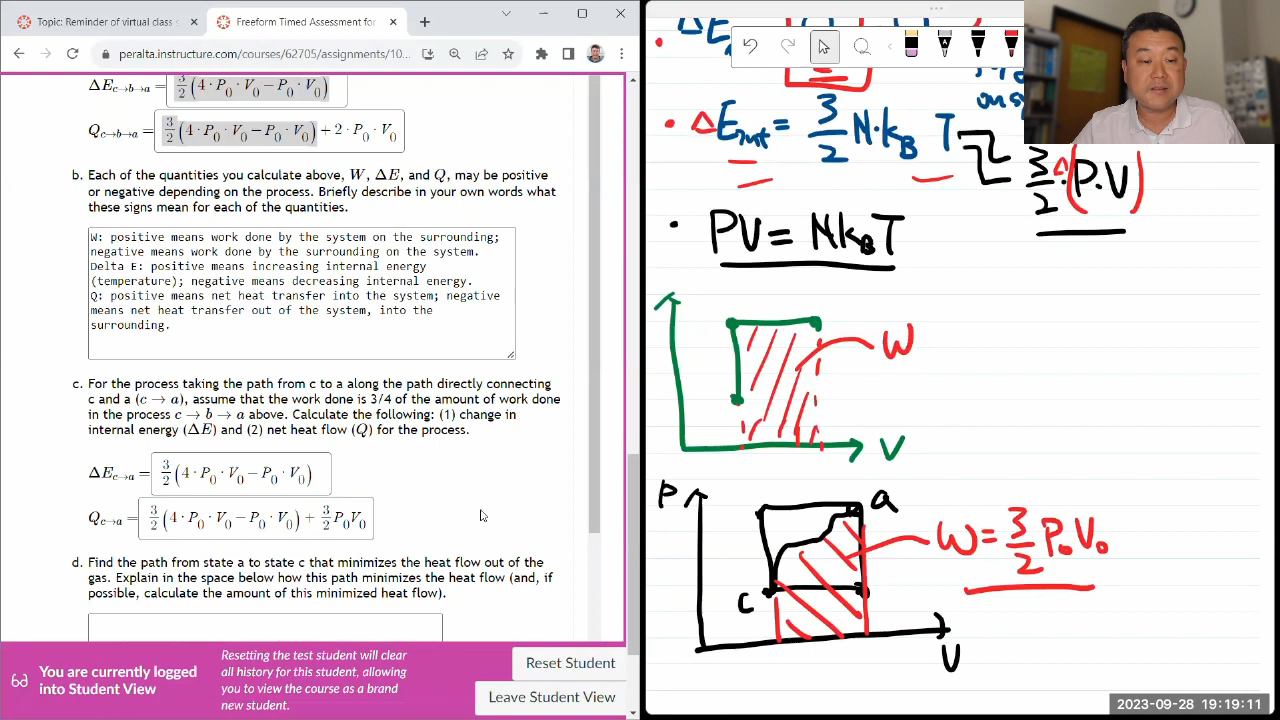 Topic: Reminder of virtual class s
Freeform Timed Assessment for
peralta.instructure.com/courses/62713/assignments/10...
ΔE_c→b→a = 3/2 (4 · P_0 · V_0 − P_0 · V_0)
Q_c→b→a = 3/2 (4 · P_0 · V_0 − P_0 · V_0) + 2 · P_0 · V_0
b. Each of the quantities you calculate above, W, ΔE, and Q, may be positive
or negative depending on the process. Briefly describe in your own words what
these signs mean for each of the quantities.
W: positive means work done by the system on the surrounding;
negative means work done by the surrounding on the system.
Delta E: positive means increasing internal energy
(temperature); negative means decreasing internal energy.
Q: positive means net heat transfer into the system; negative
means net heat transfer out of the system, into the
surrounding.
c. For the process taking the path from c to a along the path directly connecting
c and a (c → a), assume that the work done is 3/4 of the amount of work done
in the process c → b → a above. Calculate the following: (1) change in
internal energy (ΔE) and (2) net heat flow (Q) for the process.
ΔE_c→a = 3/2 (4 · P_0 · V_0 − P_0 · V_0)
Q_c→a = 3/2 (4 · P_0 · V_0 − P_0 · V_0) + 3/2 P_0 V_0
d. Find the path from state a to state c that minimizes the heat flow out of the
gas. Explain in the space below how this path minimizes the heat flow (and, if
possible, calculate the amount of this minimized heat flow).
You are currently logged
into Student View
Resetting the test student will clear
all history for this student, allowing
you to view the course as a brand
new student.
Reset Student
Leave Student View
ΔE_int = 3/2 N·k_B T
3/2 Δ(P·V)
PV = Nk_BT
W
V
P
a
c
W = 3/2 P_0 V_0
V
2023-09-28 19:19:11